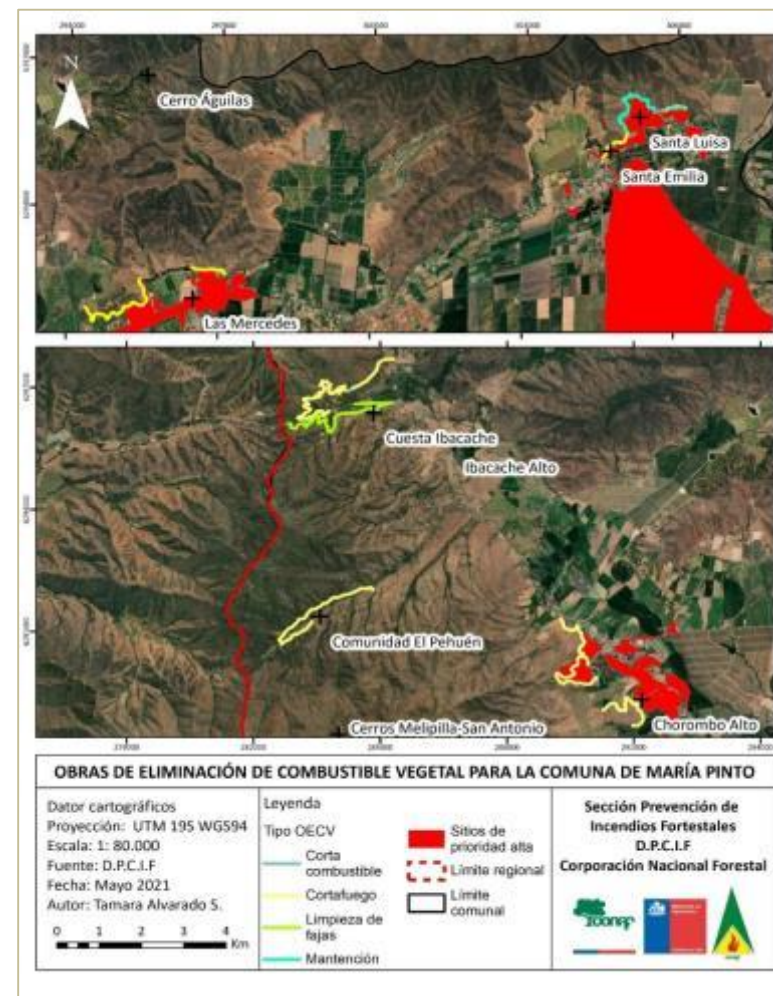 N
Cerro Águilas
Santa Luisa
Santa Emilia
Las Mercedes
Cuesta Ibacache
Ibacache Alto
Comunidad El Pehuén
Cerros Melipilla-San Antonio
Chorombo Alto
OBRAS DE ELIMINACIÓN DE COMBUSTIBLE VEGETAL PARA LA COMUNA DE MARÍA PINTO
Dator cartográficos
Proyección: UTM 19S WG594
Escala: 1: 80.000
Fuente: D.P.C.I.F
Fecha: Mayo 2021
Autor: Tamara Alvarado S.
0 1 2 3 4
Km
Leyenda
Tipo OECV
Corta
combustible
Cortafuego
Limpieza de
fajas
Mantención
Sitios de
prioridad alta
Límite regional
Límite
comunal
Sección Prevención de
Incendios Fortestales
D.P.C.I.F
Corporación Nacional Forestal